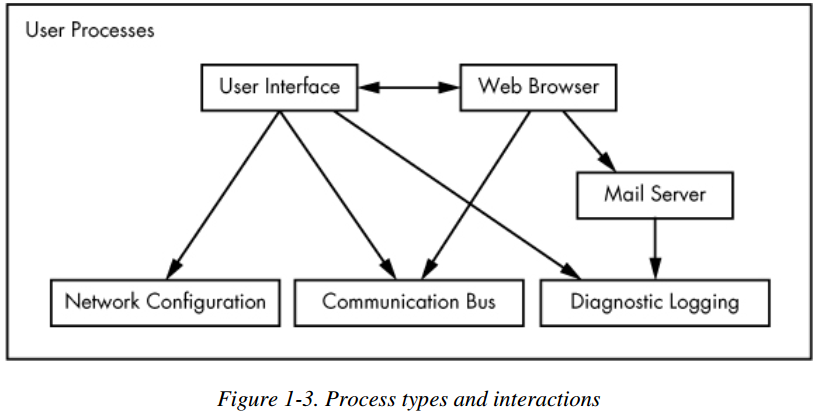 User Processes
User Interface
Web Browser
Mail Server
Network Configuration
Communication Bus
Diagnostic Logging
Figure 1-3. Process types and interactions